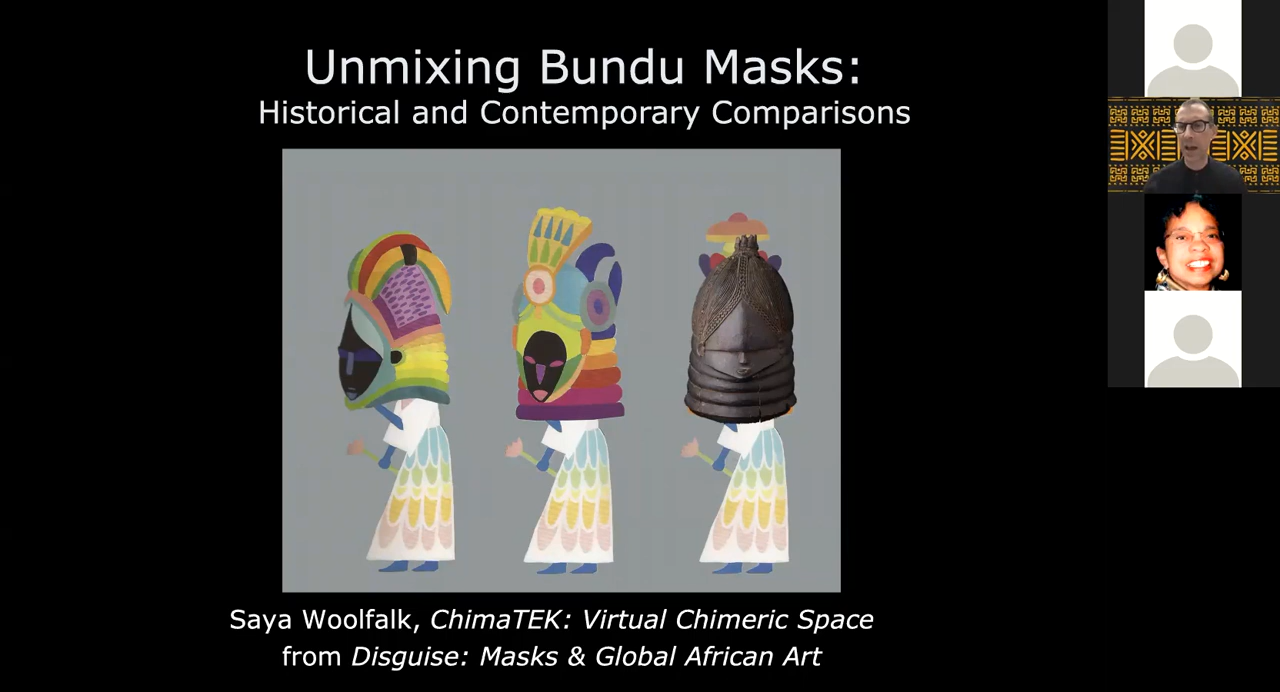 Unmixing Bundu Masks:
Historical and Contemporary Comparisons
Saya Woolfalk, ChimaTEK: Virtual Chimeric Space
from Disguise: Masks & Global African Art